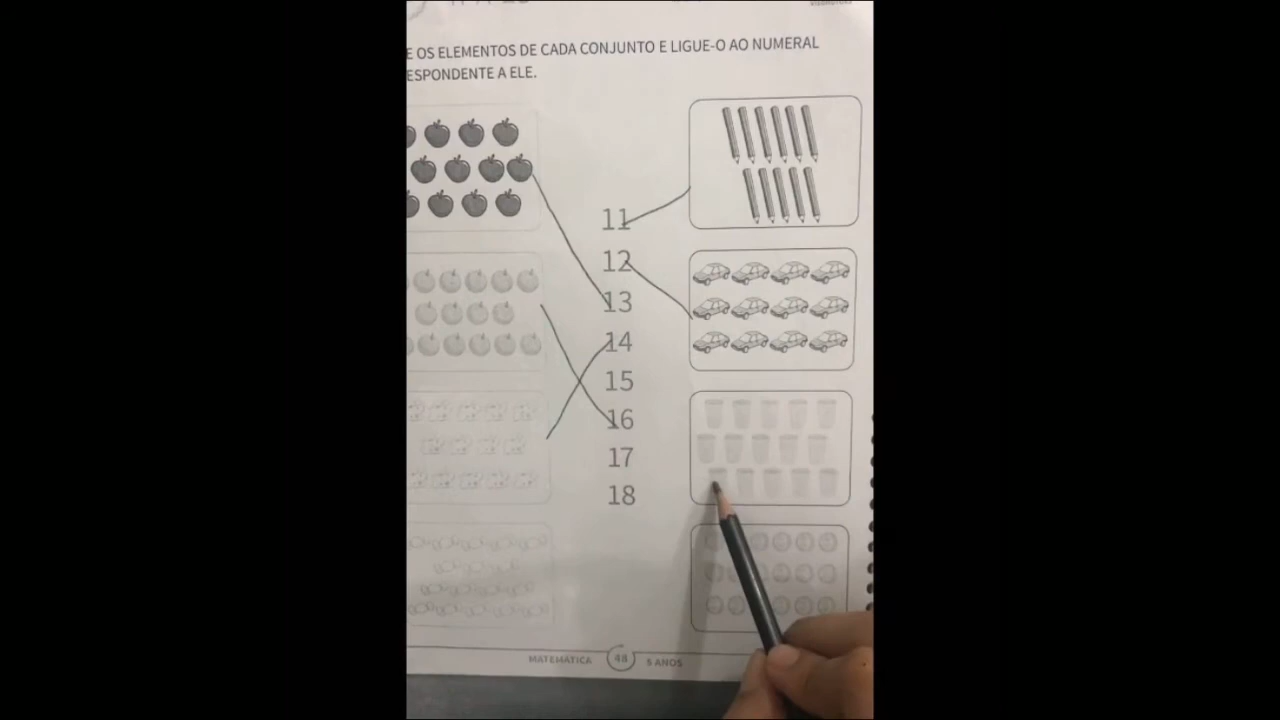 E OS ELEMENTOS DE CADA CONJUNTO E LIGUE-O AO NUMERAL
ESPONDENTE A ELE.
11
12
13
14
15
16
17
18
MATEMÁTICA 48 5 ANOS